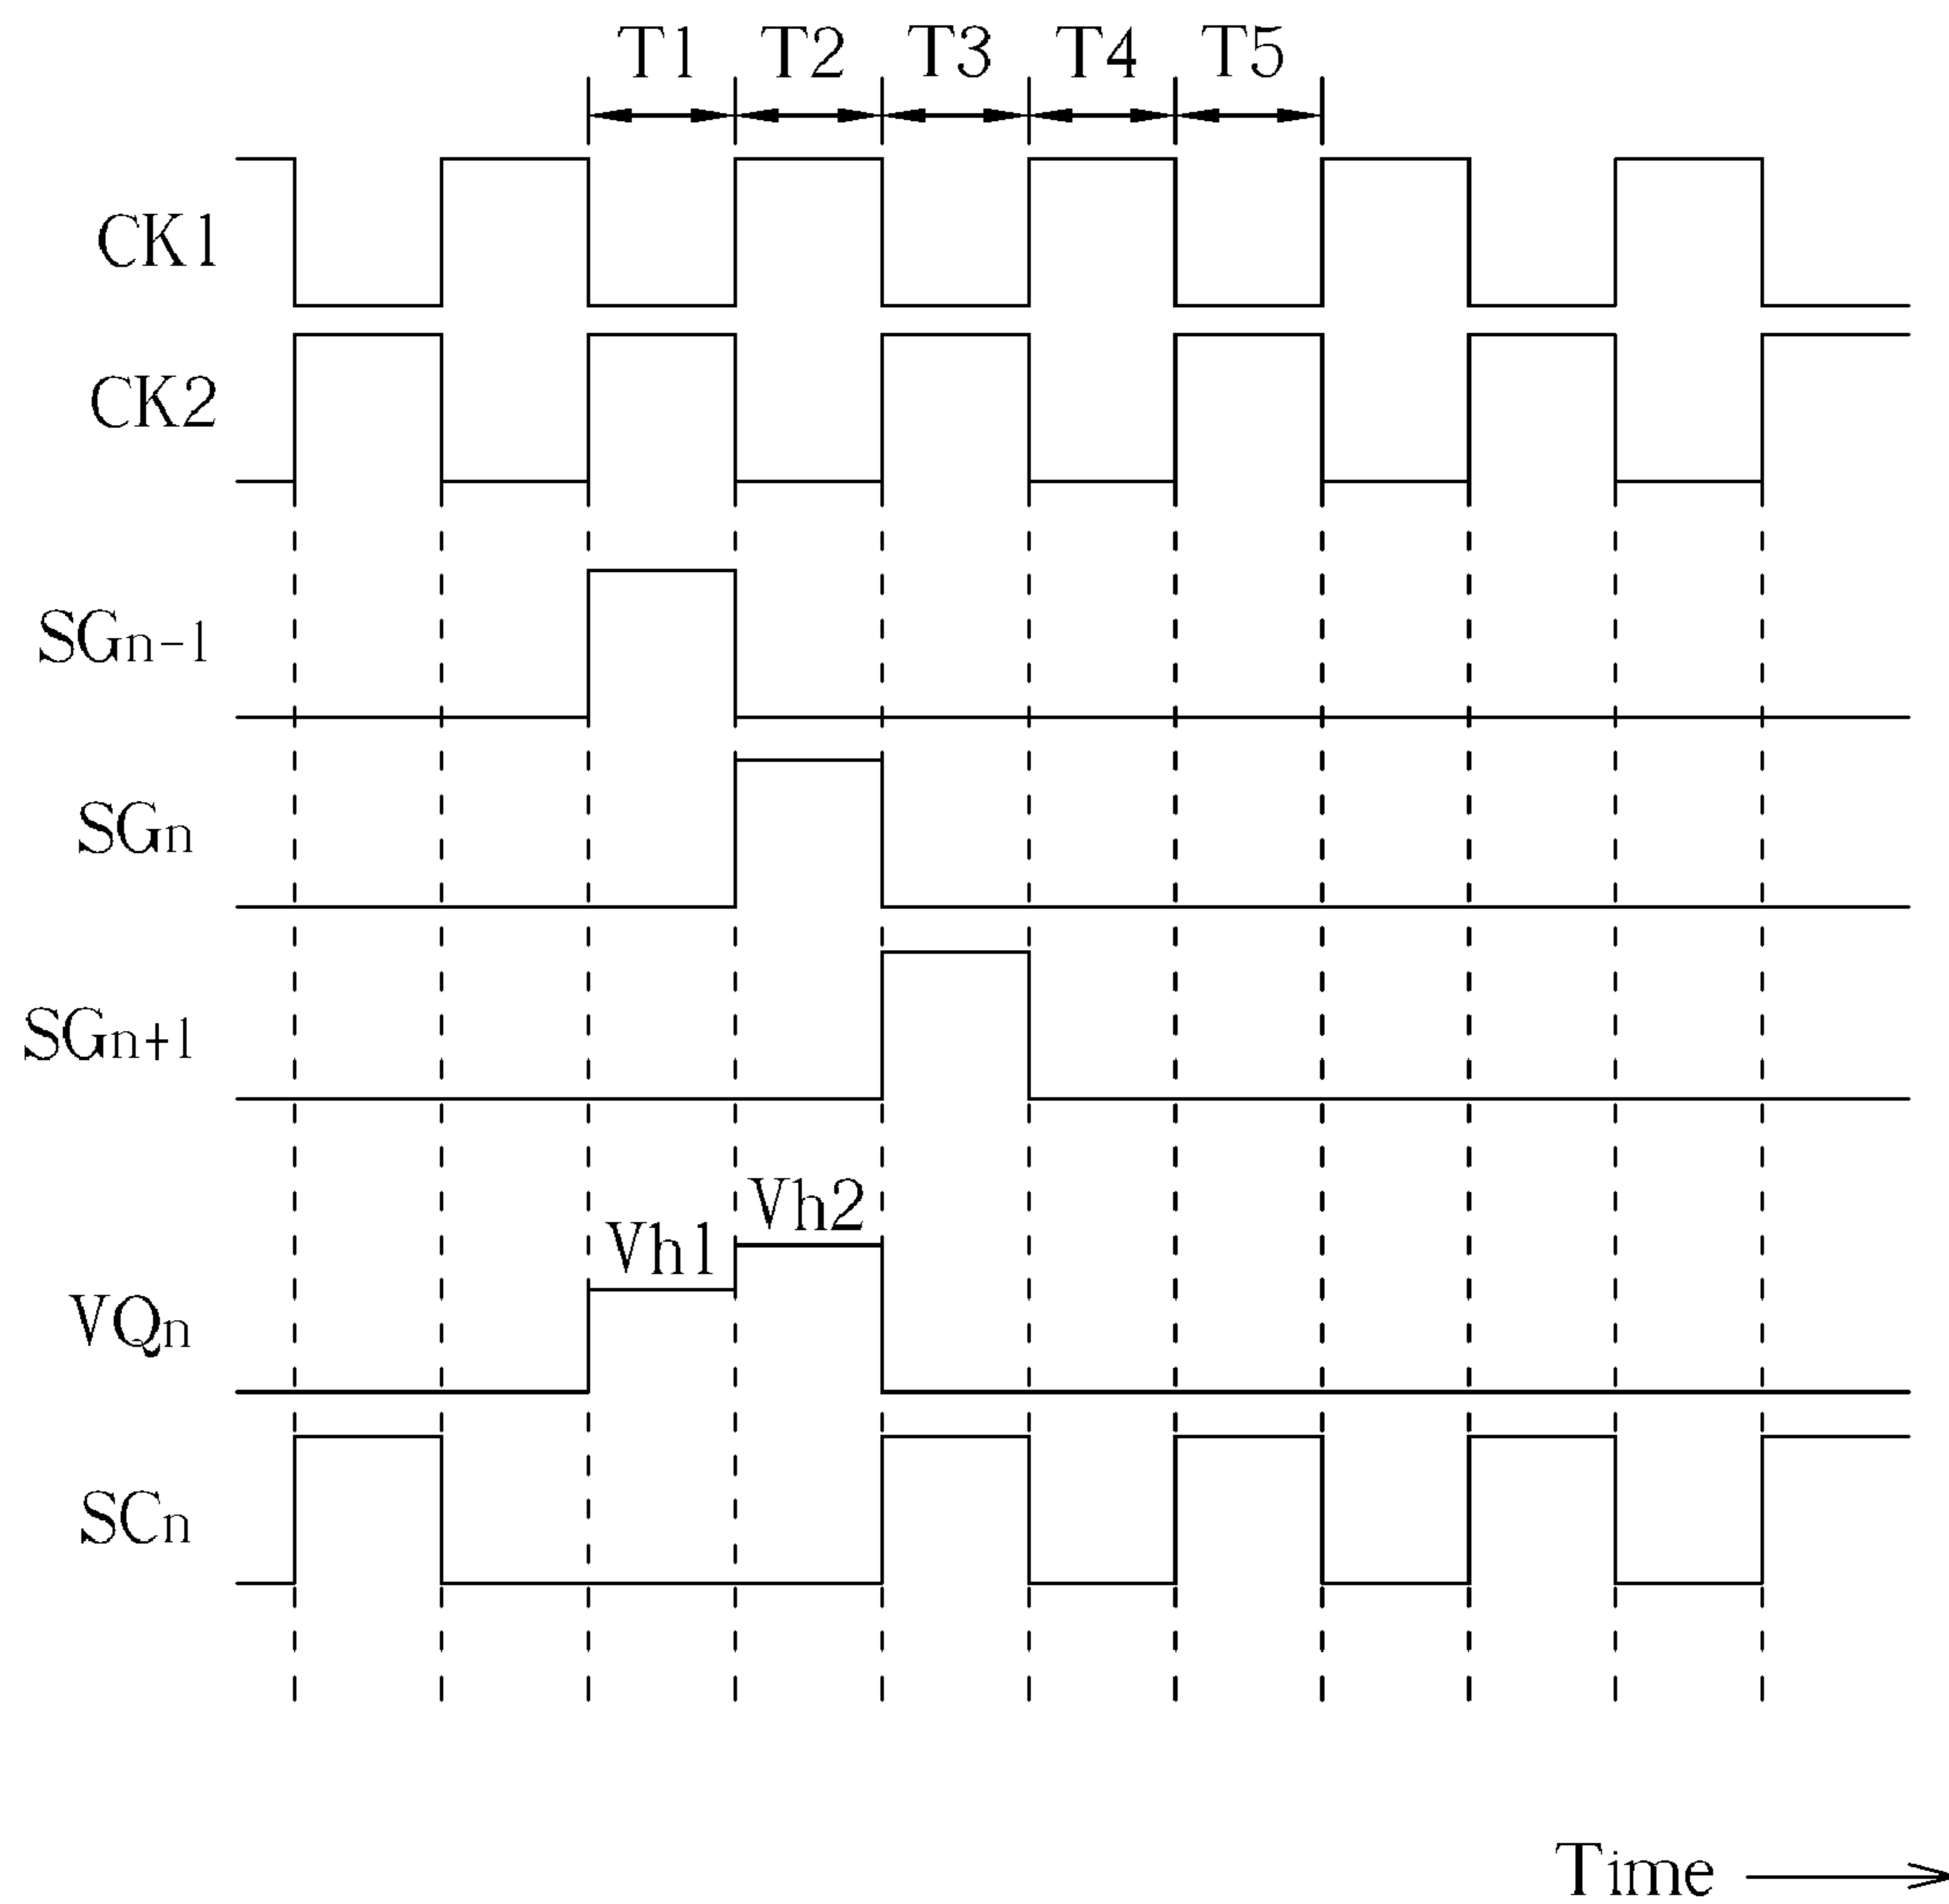 T1 T2 T3 T4 T5
CK1
CK2
SGn-1
SGn
SGn+1
Vh2
Vh1
VQn
SCn
Time